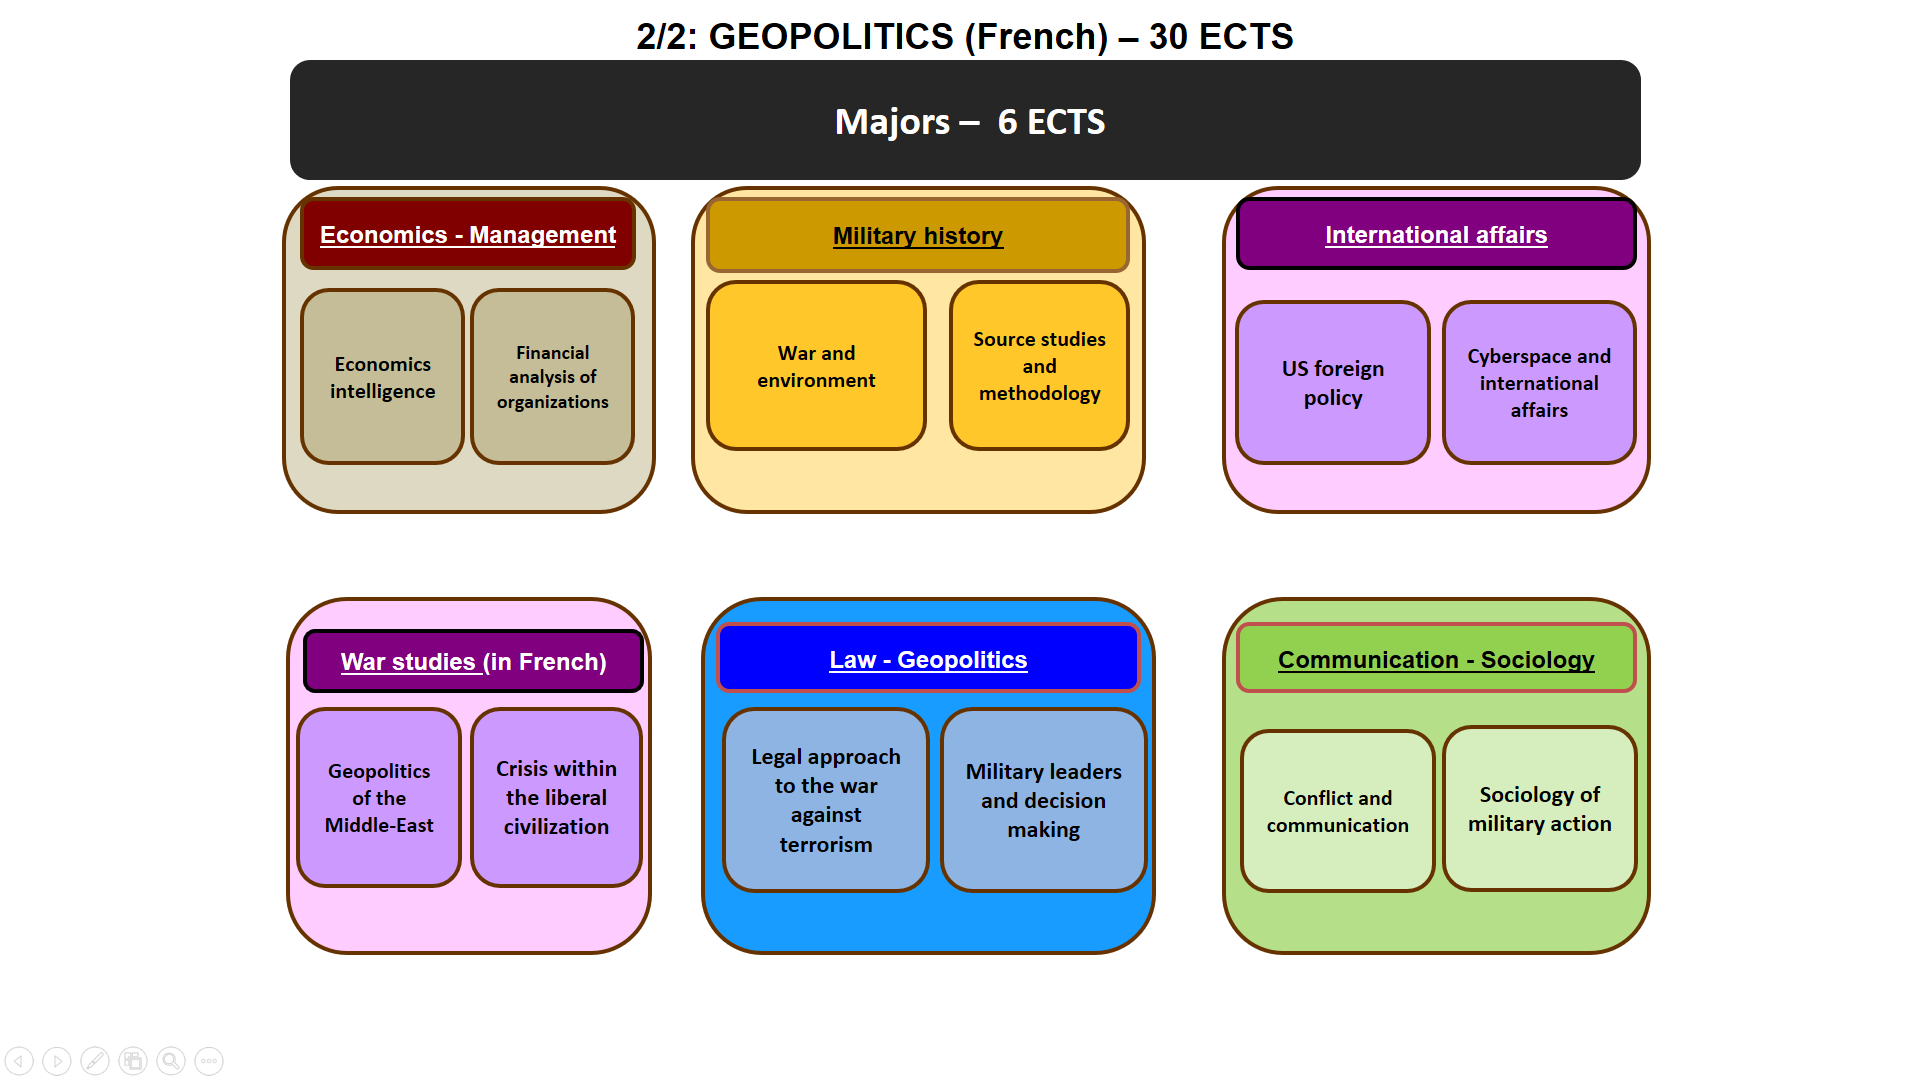 2/2: GEOPOLITICS (French) – 30 ECTS
Majors – 6 ECTS
Economics - Management
Economics
intelligence
Financial
analysis of
organizations
Military history
War and
environment
Source studies
and
methodology
International affairs
US foreign
policy
Cyberspace and
international
affairs
War studies (in French)
Geopolitics
of the
Middle-East
Crisis within
the liberal
civilization
Law - Geopolitics
Legal approach
to the war
against
terrorism
Military leaders
and decision
making
Communication - Sociology
Conflict and
communication
Sociology of
military action